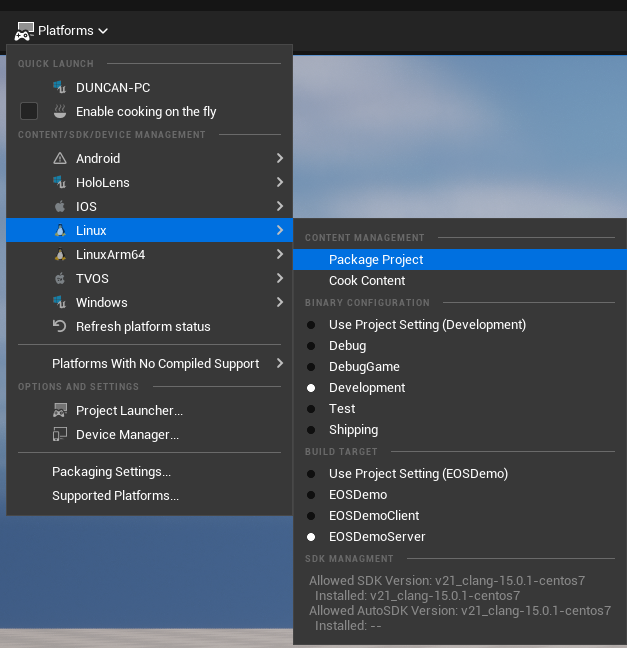 Platforms
QUICK LAUNCH
DUNCAN-PC
Enable cooking on the fly
CONTENT/SDK/DEVICE MANAGEMENT
Android
HoloLens
IOS
Linux
LinuxArm64
TVOS
Windows
Refresh platform status
Platforms With No Compiled Support
OPTIONS AND SETTINGS
Project Launcher...
Device Manager...
Packaging Settings...
Supported Platforms...
CONTENT MANAGEMENT
Package Project
Cook Content
BINARY CONFIGURATION
Use Project Setting (Development)
Debug
DebugGame
Development
Test
Shipping
BUILD TARGET
Use Project Setting (EOSDemo)
EOSDemo
EOSDemoClient
EOSDemoServer
SDK MANAGMENT
Allowed SDK Version: v21_clang-15.0.1-centos7
Installed: v21_clang-15.0.1-centos7
Allowed AutoSDK Version: v21_clang-15.0.1-centos7
Installed: --